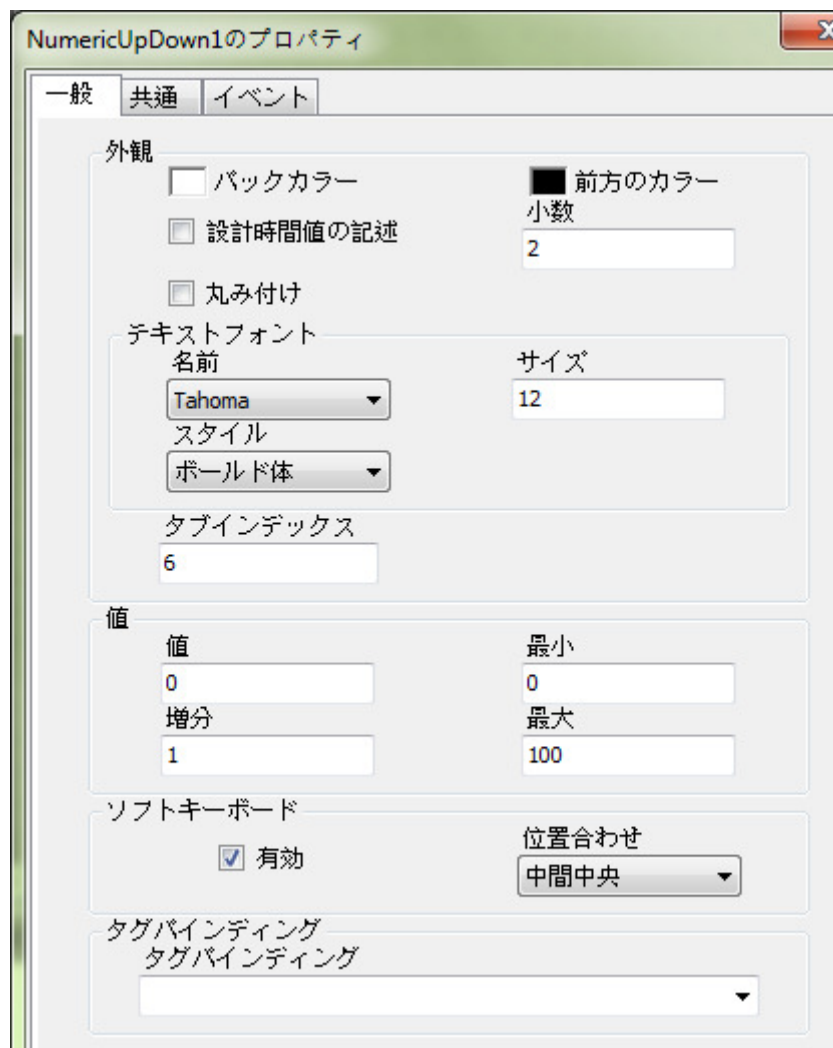 NumericUpDown1のプロパティ
一般 共通 イベント
外観
バックカラー 前方のカラー
設計時間値の記述 小数
2
丸み付け
テキストフォント
名前 サイズ
Tahoma 12
スタイル
ボールド体
タブインデックス
6
値
値 最小
0 0
増分 最大
1 100
ソフトキーボード
有効 位置合わせ
中間中央
タグバインディング
タグバインディング